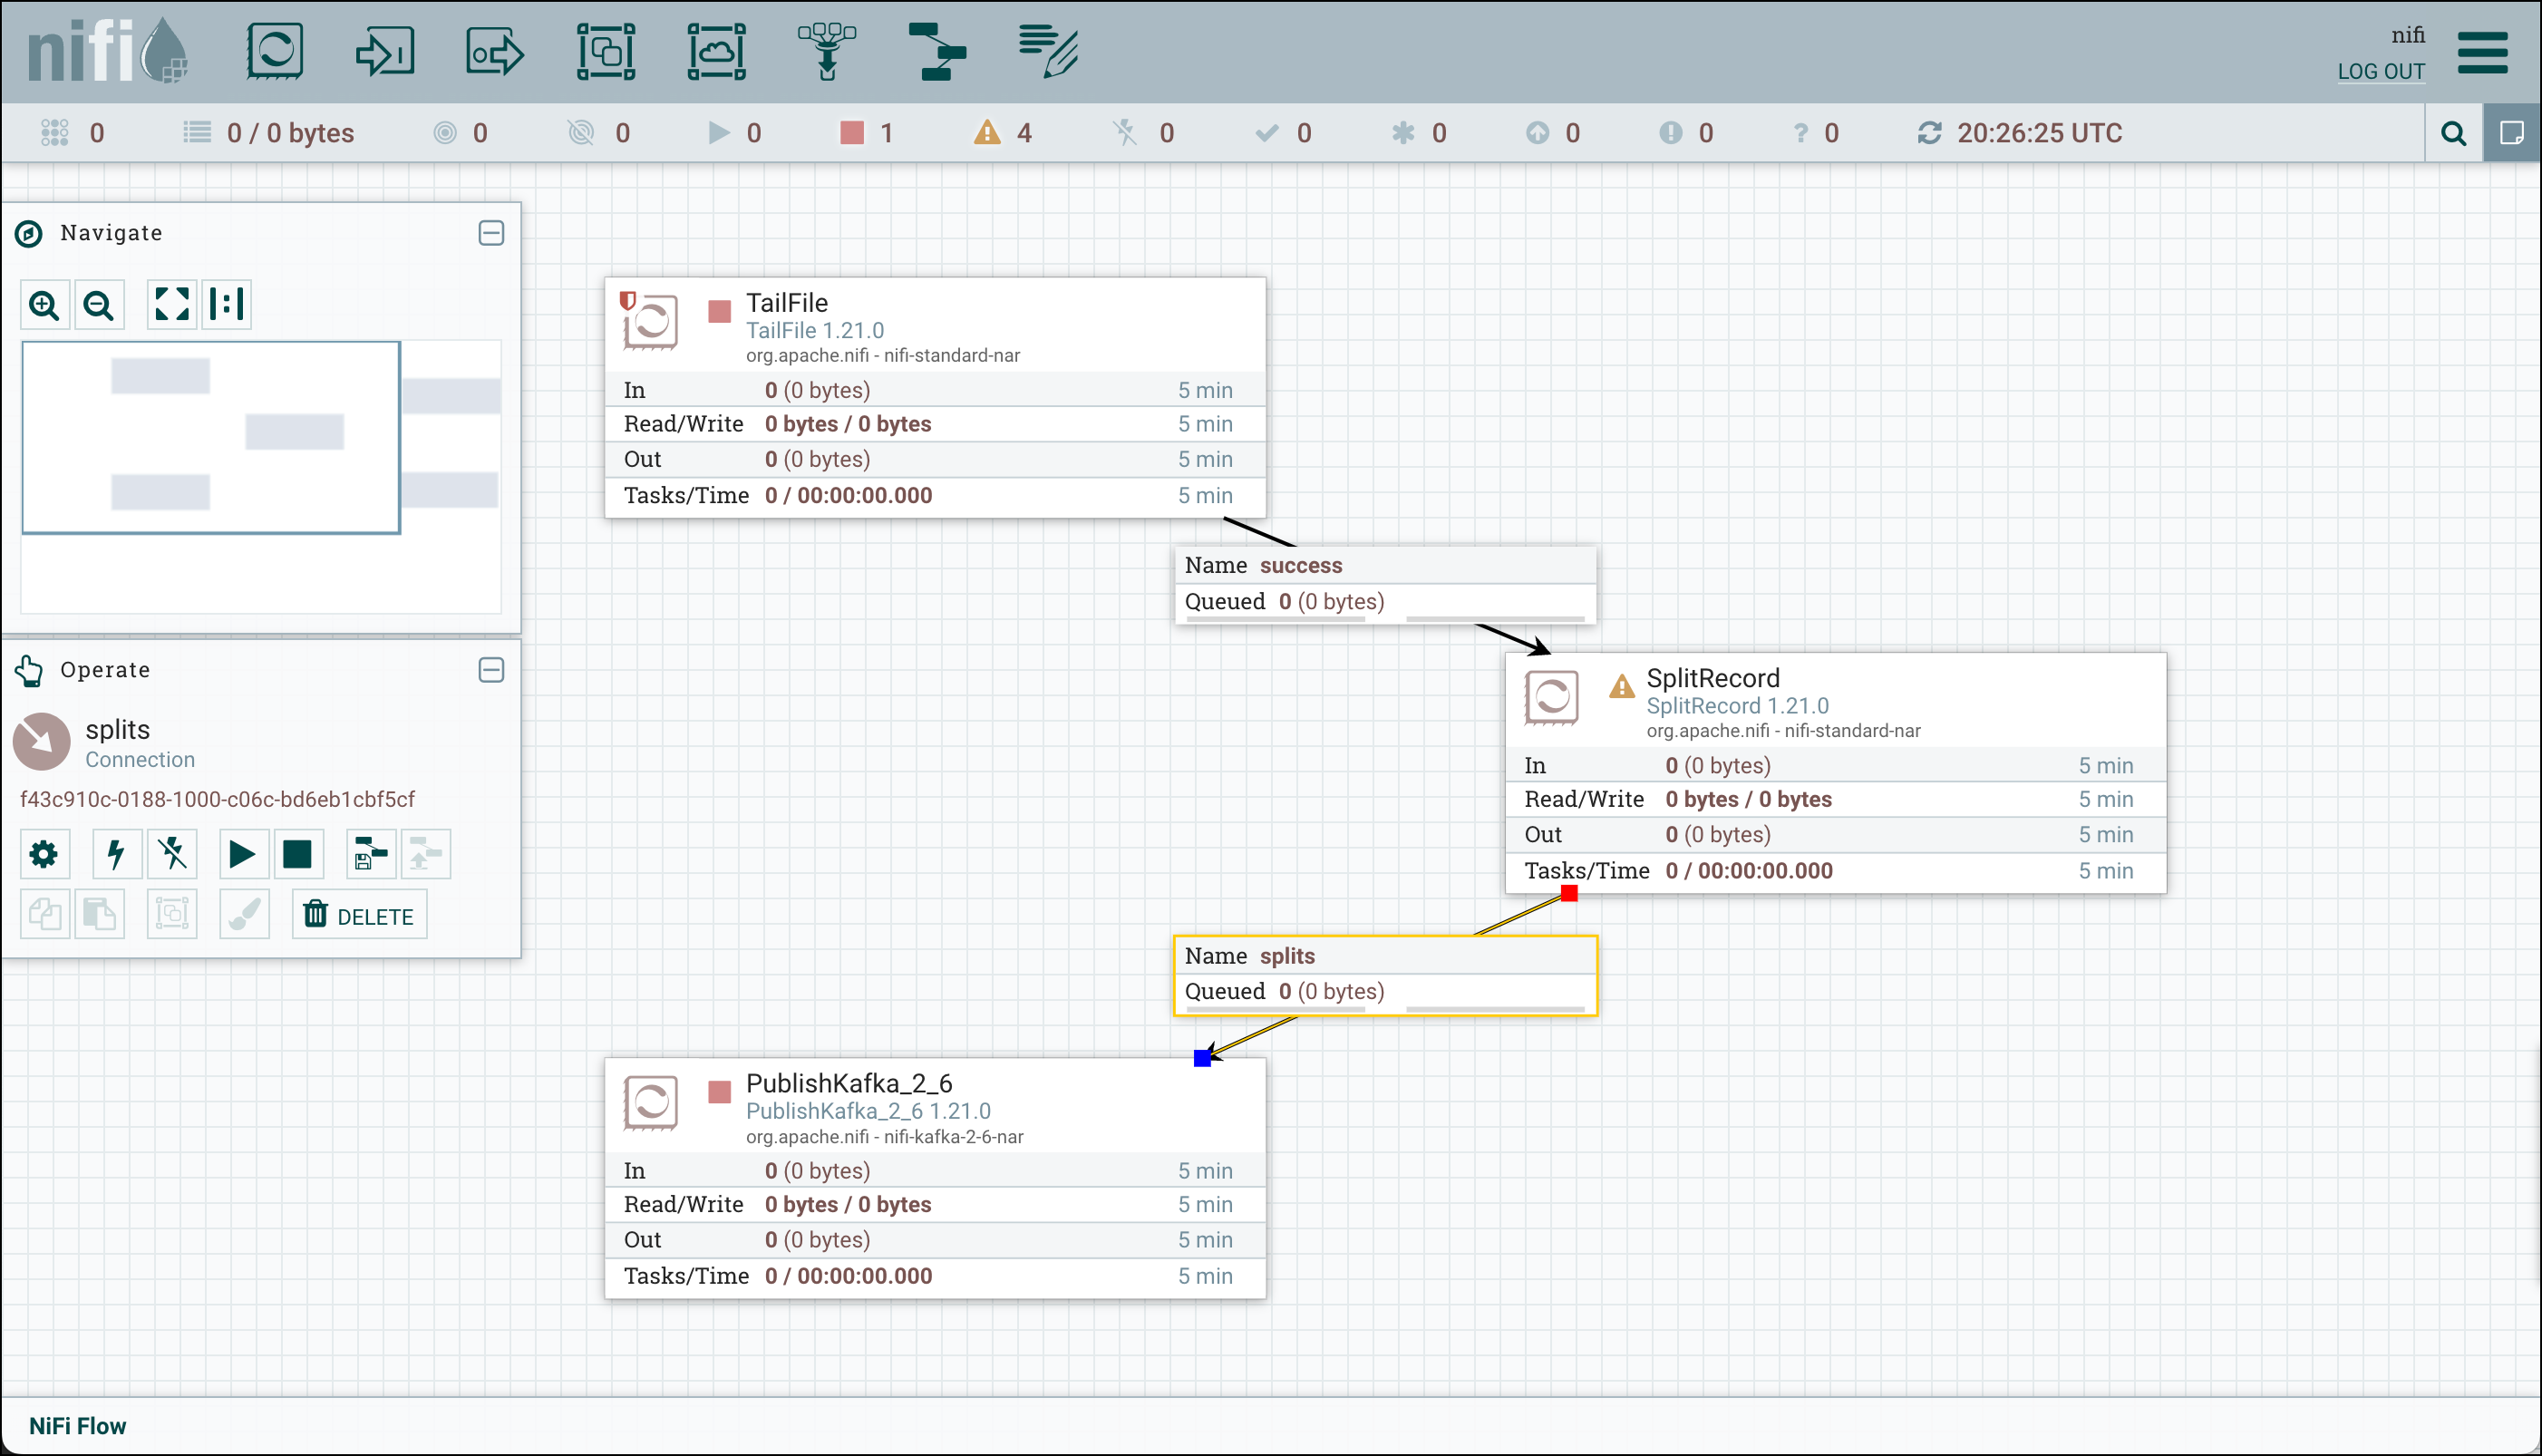 nifi
nifi
LOG OUT
0
0 / 0 bytes
0
0
0
1
4
0
0
0
0
0
? 0
20:26:25 UTC
Navigate
Operate
splits
Connection
f43c910c-0188-1000-c06c-bd6eb1cbf5cf
DELETE
TailFile
TailFile 1.21.0
org.apache.nifi - nifi-standard-nar
In 0 (0 bytes) 5 min
Read/Write 0 bytes / 0 bytes 5 min
Out 0 (0 bytes) 5 min
Tasks/Time 0 / 00:00:00.000 5 min
Name success
Queued 0 (0 bytes)
SplitRecord
SplitRecord 1.21.0
org.apache.nifi - nifi-standard-nar
In 0 (0 bytes) 5 min
Read/Write 0 bytes / 0 bytes 5 min
Out 0 (0 bytes) 5 min
Tasks/Time 0 / 00:00:00.000 5 min
Name splits
Queued 0 (0 bytes)
PublishKafka_2_6
PublishKafka_2_6 1.21.0
org.apache.nifi - nifi-kafka-2-6-nar
In 0 (0 bytes) 5 min
Read/Write 0 bytes / 0 bytes 5 min
Out 0 (0 bytes) 5 min
Tasks/Time 0 / 00:00:00.000 5 min
NiFi Flow